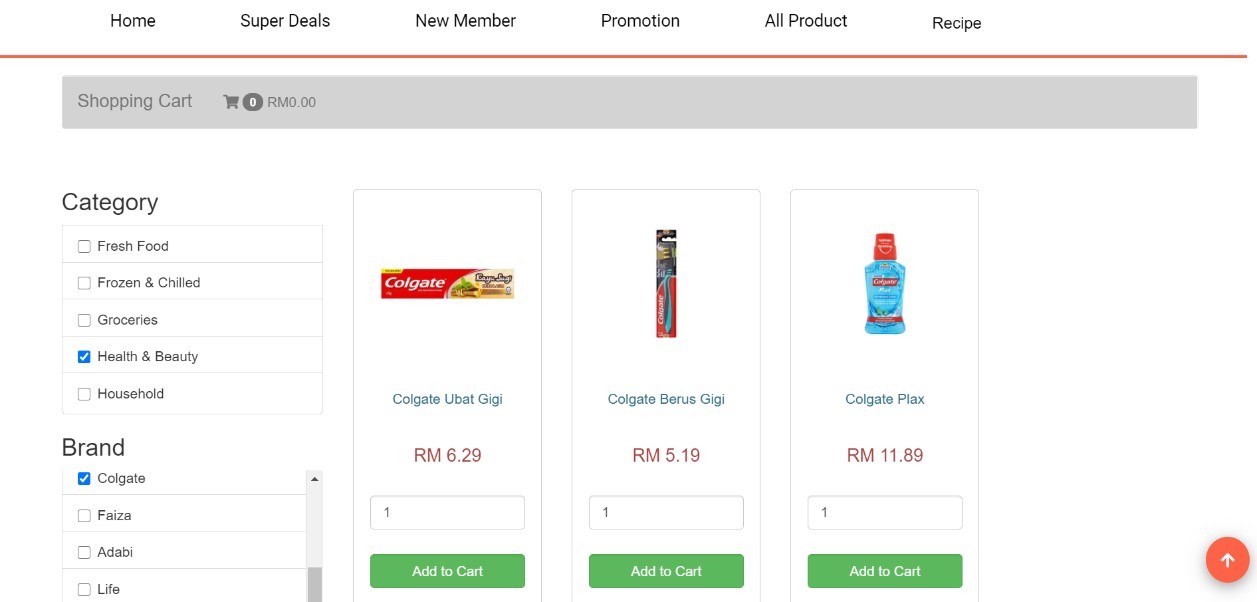 Home Super Deals New Member Promotion All Product Recipe
Shopping Cart 0 RM0.00
Category
Fresh Food
Frozen & Chilled
Groceries
Health & Beauty
Household
Brand
Colgate
Faiza
Adabi
Life
Colgate
Colgate Ubat Gigi
RM 6.29
1
Add to Cart
Colgate
Colgate Berus Gigi
RM 5.19
1
Add to Cart
Colgate
Plax
Colgate Plax
RM 11.89
1
Add to Cart